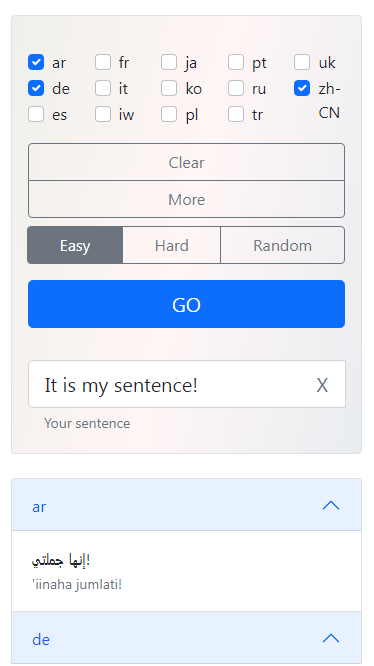 ar fr ja pt uk
de it ko ru zh-CN
es iw pl tr
Clear
More
Easy Hard Random
GO
It is my sentence! X
Your sentence
ar
إنها جملتي!
'iinaha jumlati!
de